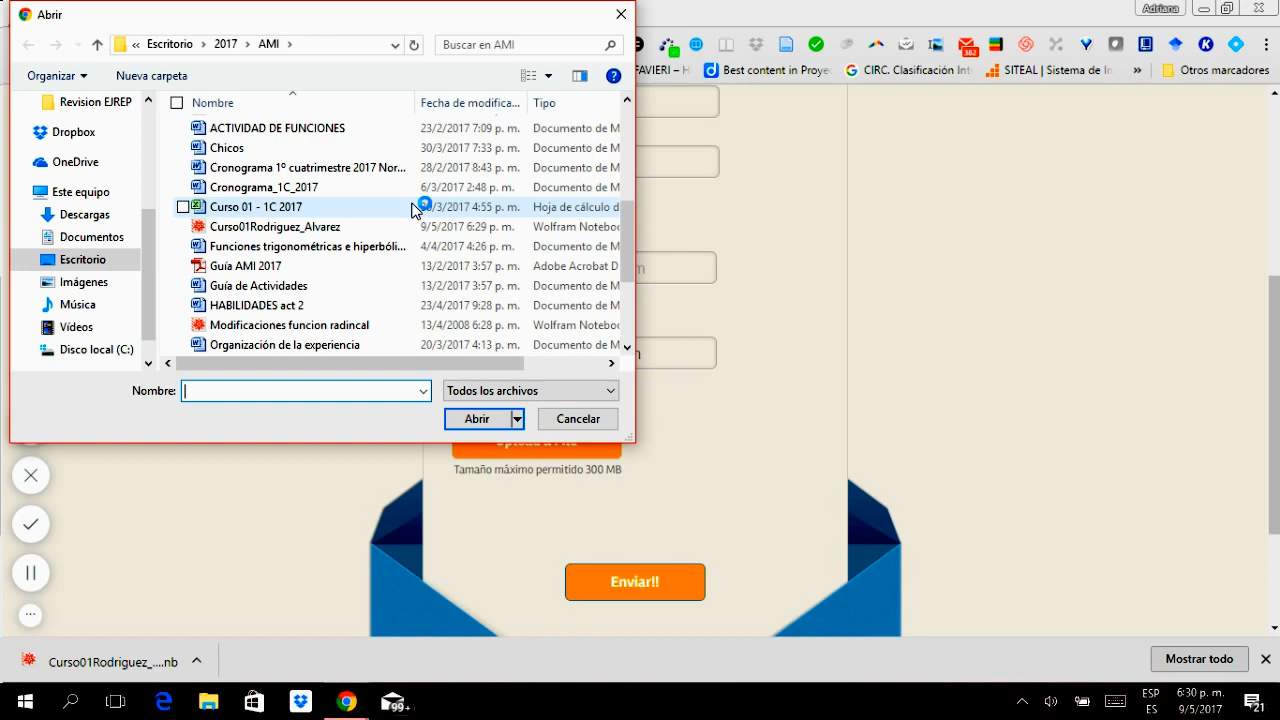 Abrir
Adriana
« Escritorio > 2017 > AMI >
Buscar en AMI
Organizar
Nueva carpeta
FAVIERI –
Best content in Proye
CIRC. Clasificación Int
SITEAL | Sistema de In
»
Otros marcadores
382
Revision EJREP
Dropbox
OneDrive
Este equipo
Descargas
Documentos
Escritorio
Imágenes
Música
Vídeos
Disco local (C:)
Nombre Fecha de modifica... Tipo
ACTIVIDAD DE FUNCIONES 23/2/2017 7:09 p. m. Documento de M
Chicos 30/3/2017 7:33 p. m. Documento de M
Cronograma 1º cuatrimestre 2017 Nor... 28/2/2017 8:43 p. m. Documento de M
Cronograma_1C_2017 6/3/2017 2:48 p. m. Documento de M
Curso 01 - 1C 2017 /3/2017 4:55 p. m. Hoja de cálculo d
Curso01Rodriguez_Alvarez 9/5/2017 6:29 p. m. Wolfram Noteboo
Funciones trigonométricas e hiperbóli... 4/4/2017 4:26 p. m. Documento de M
Guía AMI 2017 13/2/2017 3:57 p. m. Adobe Acrobat D
Guía de Actividades 13/2/2017 3:57 p. m. Documento de M
HABILIDADES act 2 23/4/2017 9:28 p. m. Documento de M
Modificaciones funcion radincal 13/4/2008 6:28 p. m. Wolfram Noteboo
Organización de la experiencia 20/3/2017 4:13 p. m. Documento de M
Nombre:
Todos los archivos
Abrir
Cancelar
Tamaño máximo permitido 300 MB
Enviar!!
Curso01Rodriguez_....nb
Mostrar todo
99+
ESP
ES
6:30 p. m.
9/5/2017
21